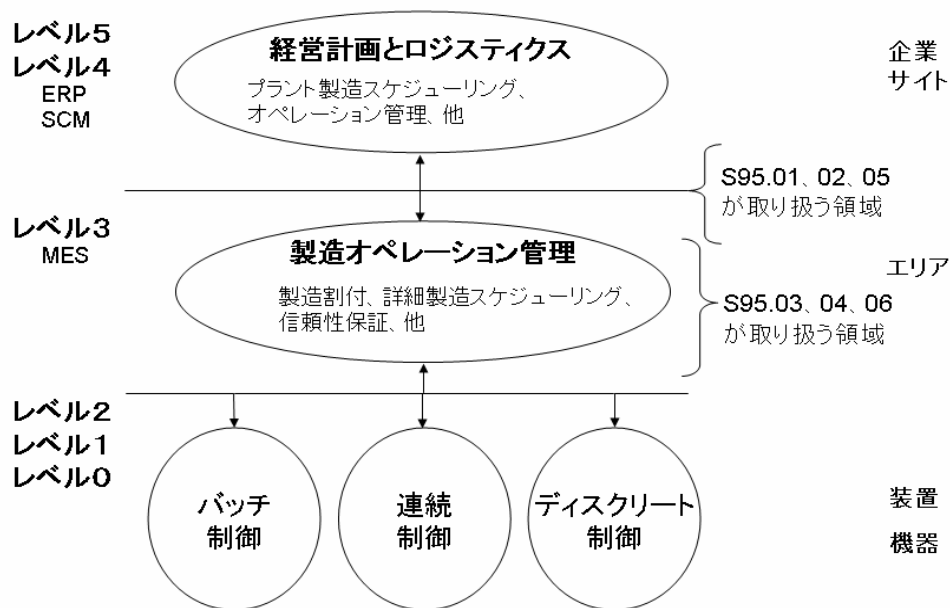 レベル5
レベル4
ERP
SCM
経営計画とロジスティクス
プラント製造スケジューリング、
オペレーション管理、他
企業
サイト
S95.01、02、05
が取り扱う領域
レベル3
MES
製造オペレーション管理
製造割付、詳細製造スケジューリング、
信頼性保証、他
エリア
S95.03、04、06
が取り扱う領域
レベル2
レベル1
レベル0
バッチ
制御
連続
制御
ディスクリート
制御
装置
機器